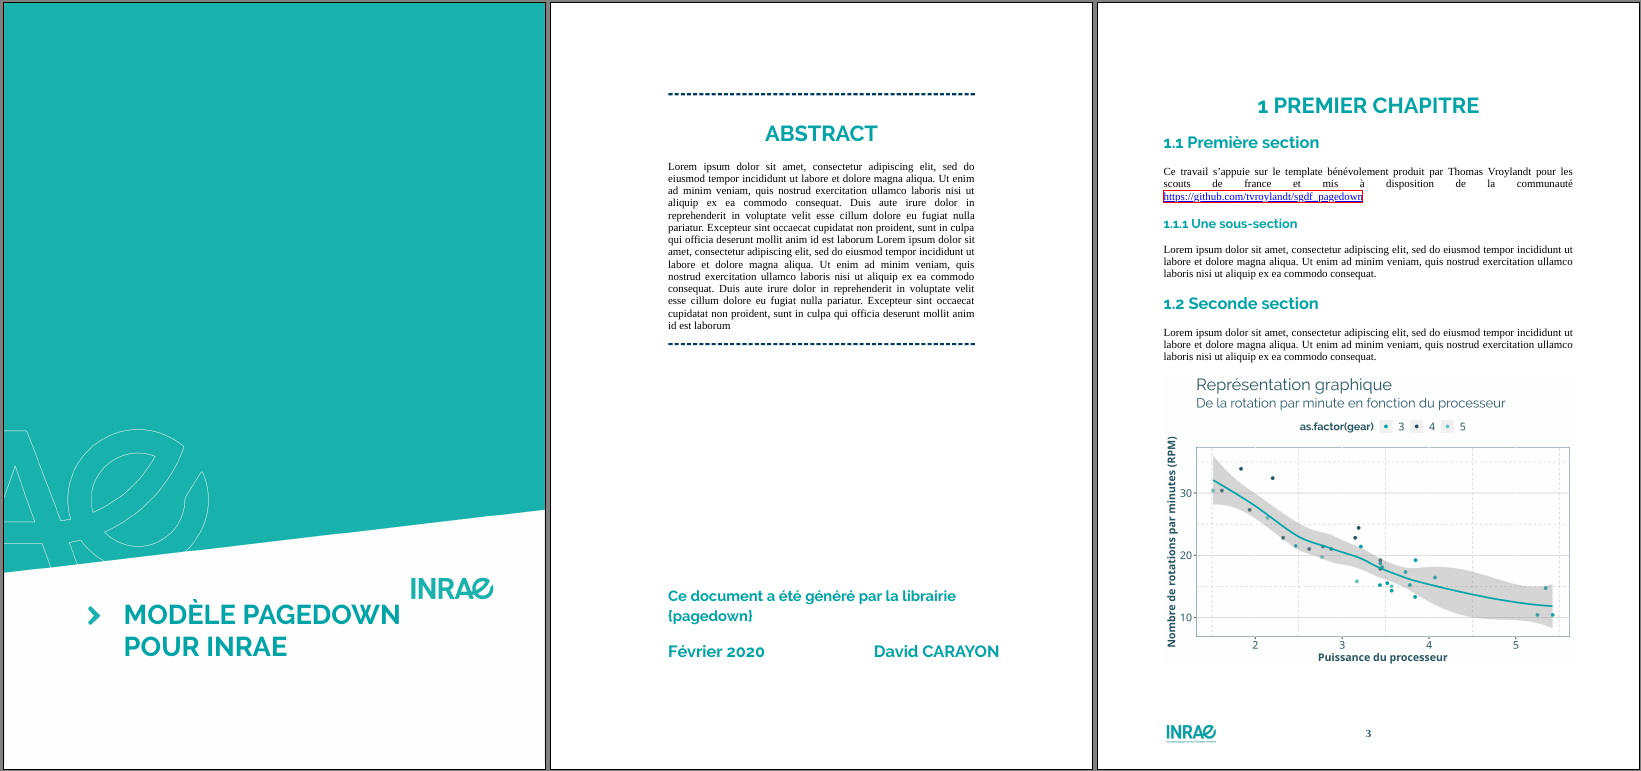 INRAE
MODÈLE PAGEDOWN
POUR INRAE
ABSTRACT
Lorem ipsum dolor sit amet, consectetur adipiscing elit, sed do
eiusmod tempor incididunt ut labore et dolore magna aliqua. Ut enim
ad minim veniam, quis nostrud exercitation ullamco laboris nisi ut
aliquip ex ea commodo consequat. Duis aute irure dolor in
reprehenderit in voluptate velit esse cillum dolore eu fugiat nulla
pariatur. Excepteur sint occaecat cupidatat non proident, sunt in culpa
qui officia deserunt mollit anim id est laborum Lorem ipsum dolor sit
amet, consectetur adipiscing elit, sed do eiusmod tempor incididunt ut
labore et dolore magna aliqua. Ut enim ad minim veniam, quis
nostrud exercitation ullamco laboris nisi ut aliquip ex ea commodo
consequat. Duis aute irure dolor in reprehenderit in voluptate velit
esse cillum dolore eu fugiat nulla pariatur. Excepteur sint occaecat
cupidatat non proident, sunt in culpa qui officia deserunt mollit anim
id est laborum
Ce document a été généré par la librairie
{pagedown}
Février 2020 David CARAYON
1 PREMIER CHAPITRE
1.1 Première section
Ce travail s’appuie sur le template bénévolement produit par Thomas Vroylandt pour les
scouts de france et mis à disposition de la communauté
https://github.com/tvroylandt/sgdf_pagedown
1.1.1 Une sous-section
Lorem ipsum dolor sit amet, consectetur adipiscing elit, sed do eiusmod tempor incididunt ut
labore et dolore magna aliqua. Ut enim ad minim veniam, quis nostrud exercitation ullamco
laboris nisi ut aliquip ex ea commodo consequat.
1.2 Seconde section
Lorem ipsum dolor sit amet, consectetur adipiscing elit, sed do eiusmod tempor incididunt ut
labore et dolore magna aliqua. Ut enim ad minim veniam, quis nostrud exercitation ullamco
laboris nisi ut aliquip ex ea commodo consequat.
Représentation graphique
De la rotation par minute en fonction du processeur
as.factor(gear) 3 4 5
Nombre de rotations par minutes (RPM)
30
20
10
2 3 4 5
Puissance du processeur
INRAE
3